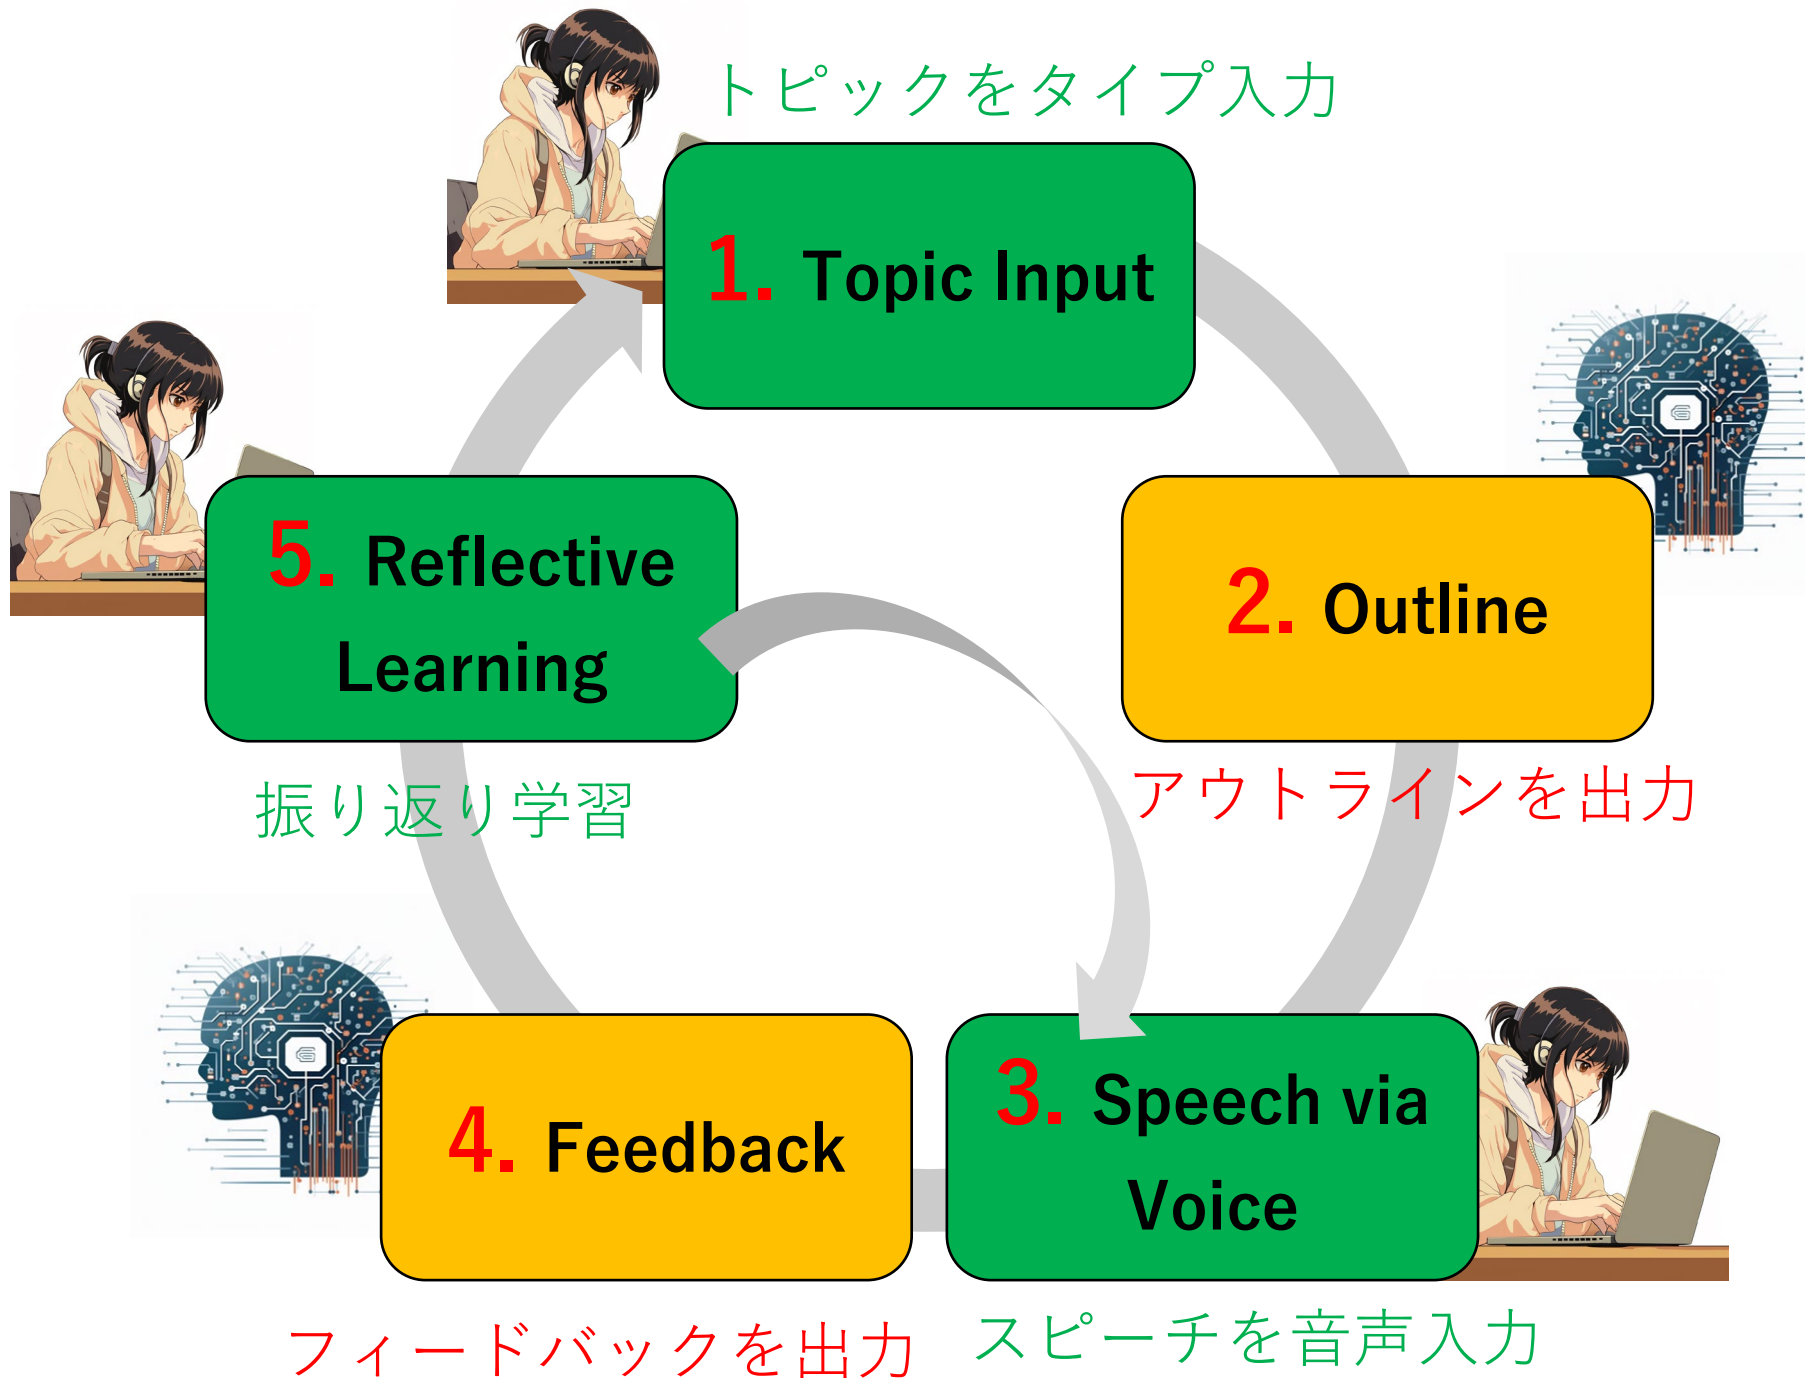 トピックをタイプ入力
1. Topic Input
2. Outline
アウトラインを出力
3. Speech via
Voice
スピーチを音声入力
4. Feedback
フィードバックを出力
5. Reflective
Learning
振り返り学習